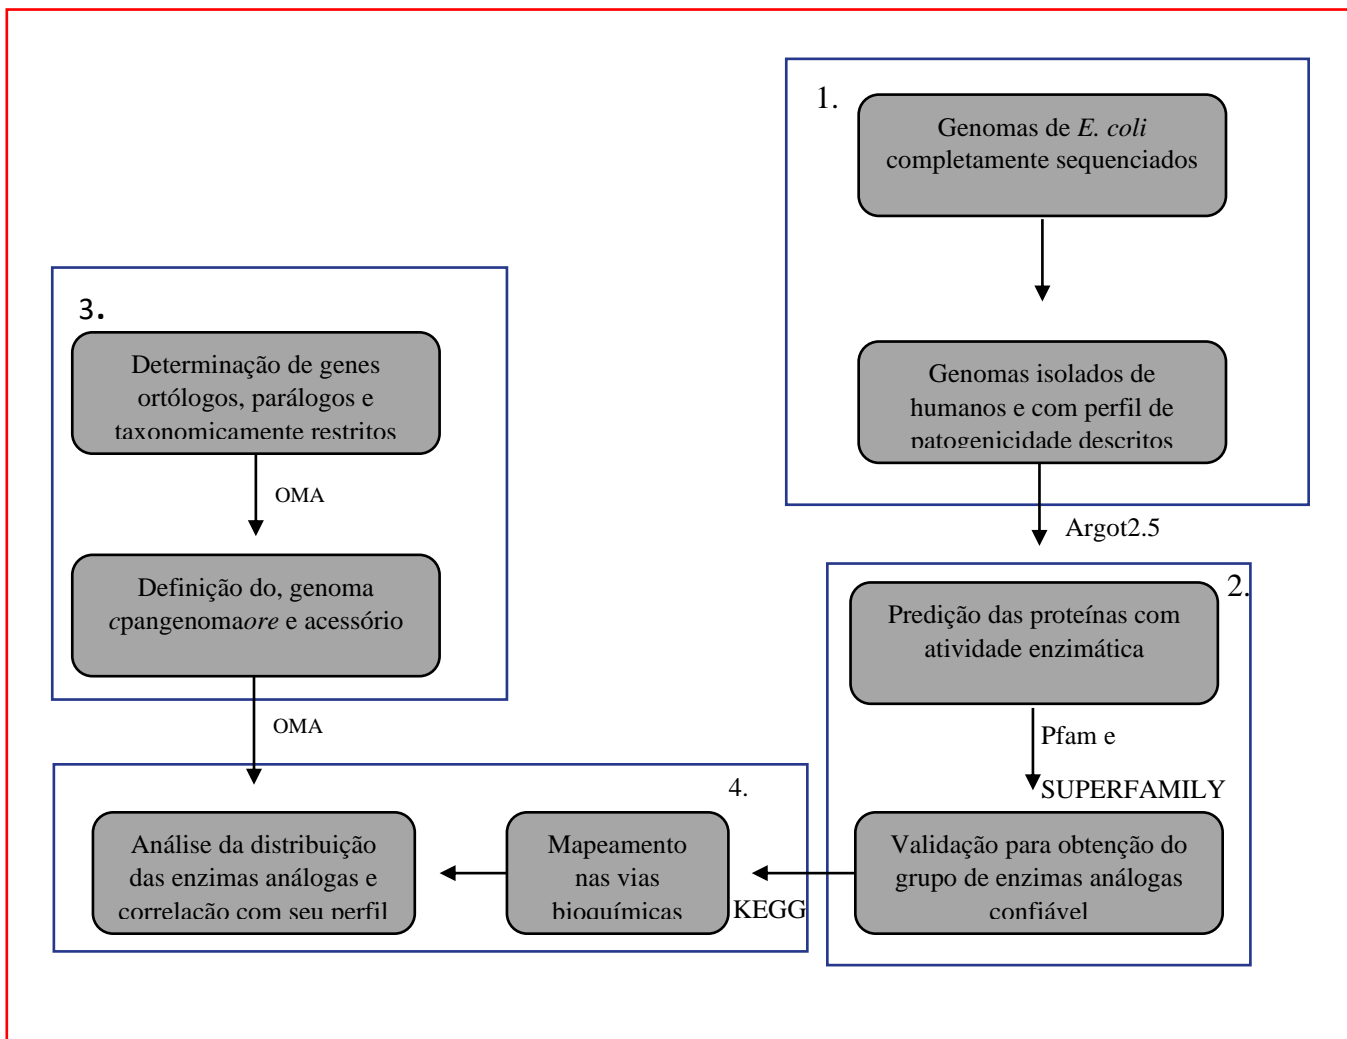 1.
Genomas de E. coli
completamente sequenciados
Genomas isolados de
humanos e com perfil de
patogenicidade descritos
Argot2.5
2.
Predição das proteínas com
atividade enzimática
Pfam e
SUPERFAMILY
Validação para obtenção do
grupo de enzimas análogas
confiável
3.
Determinação de genes
ortólogos, parálogos e
taxonomicamente restritos
OMA
Definição do, genoma
cpangenomaore e acessório
OMA
4.
KEGG
Mapeamento
nas vias
bioquímicas
Análise da distribuição
das enzimas análogas e
correlação com seu perfil